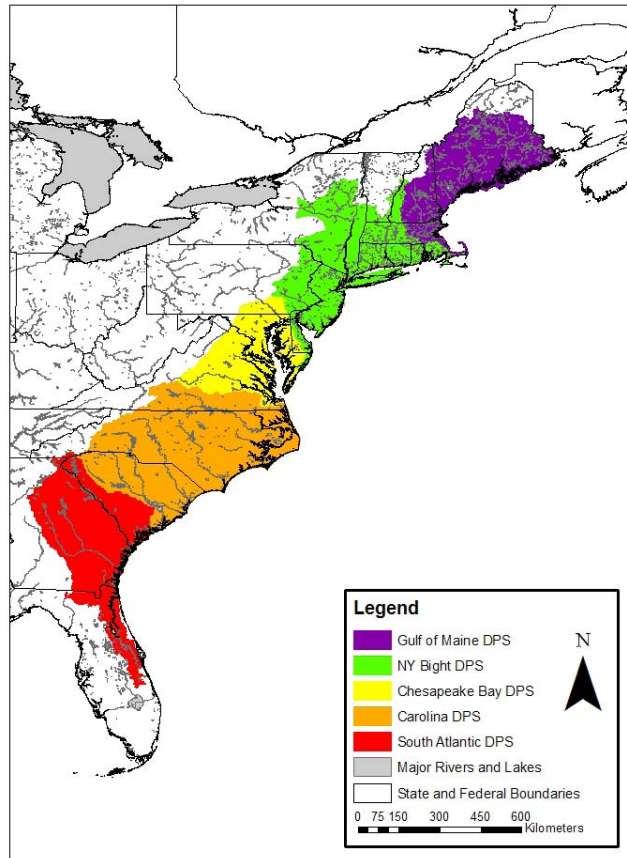 Legend
Gulf of Maine DPS
NY Bight DPS
Chesapeake Bay DPS
Carolina DPS
South Atlantic DPS
Major Rivers and Lakes
State and Federal Boundaries
N
0 75 150 300 450 600
Kilometers